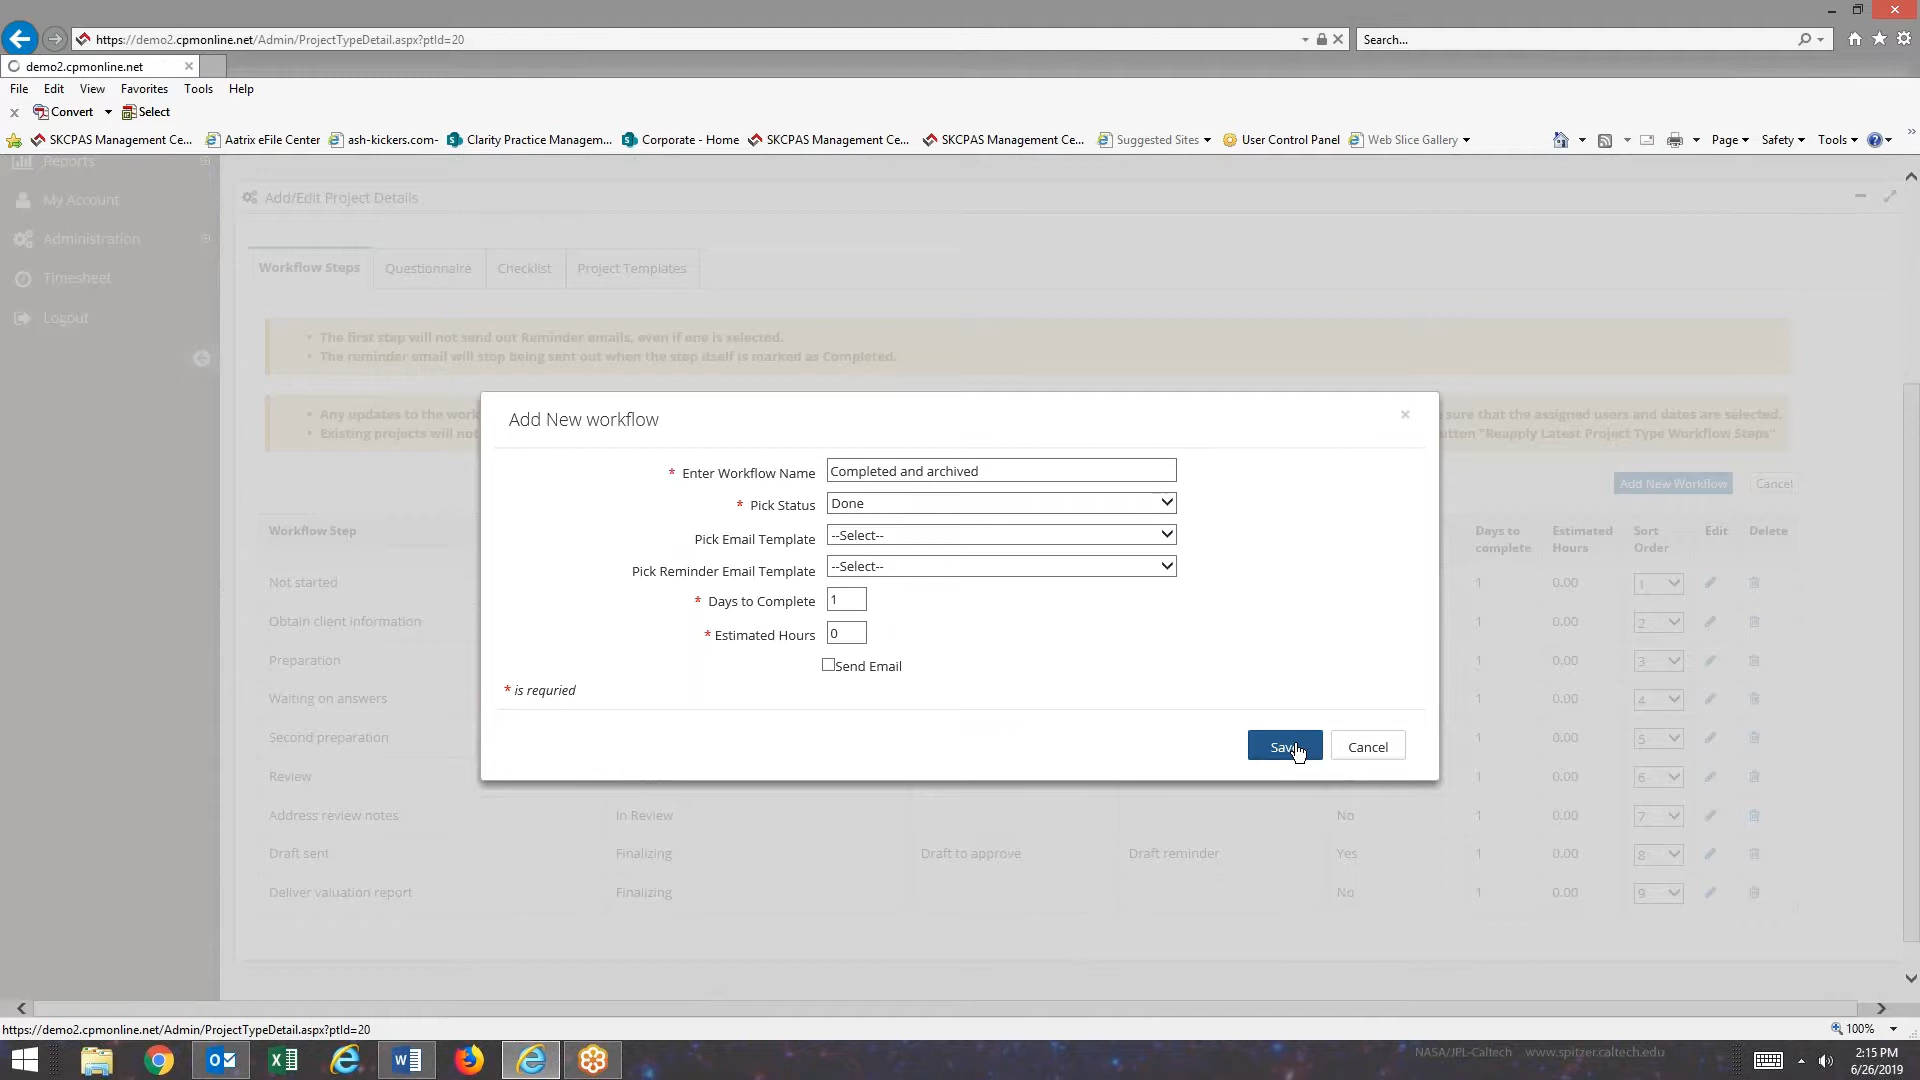 https://demo2.cpmonline.net/Admin/ProjectTypeDetail.aspx?ptId=20
Search...
demo2.cpmonline.net
File Edit View Favorites Tools Help
Convert Select
SKCPAS Management Ce... Aatrix eFile Center ash-kickers.com- Clarity Practice Managem... Corporate - Home SKCPAS Management Ce... SKCPAS Management Ce... Suggested Sites User Control Panel Web Slice Gallery Page Safety Tools
Reports
My Account
Administration
Timesheet
Logout
Add/Edit Project Details
Workflow Steps Questionnaire Checklist Project Templates
The first step will not send out Reminder emails, even if one is selected.
The reminder email will stop being sent out when the step itself is marked as Completed.
Any updates to the work sure that the assigned users and dates are selected.
Existing projects will not button "Reapply Latest Project Type Workflow Steps"
Add New Workflow Cancel
Workflow Step Days to complete Estimated Hours Sort Order Edit Delete
Not started 1 0.00 1
Obtain client information 1 0.00 2
Preparation 1 0.00 3
Waiting on answers 1 0.00 4
Second preparation 1 0.00 5
Review 1 0.00 6
Address review notes In Review No 1 0.00 7
Draft sent Finalizing Draft to approve Draft reminder Yes 1 0.00 8
Deliver valuation report Finalizing No 1 0.00 9
Add New workflow
* Enter Workflow Name Completed and archived
* Pick Status Done
Pick Email Template --Select--
Pick Reminder Email Template --Select--
* Days to Complete 1
* Estimated Hours 0
Send Email
* is requried
Save Cancel
https://demo2.cpmonline.net/Admin/ProjectTypeDetail.aspx?ptId=20
100%
NASA/JPL-Caltech www.spitzer.caltech.edu
2:15 PM
6/26/2019